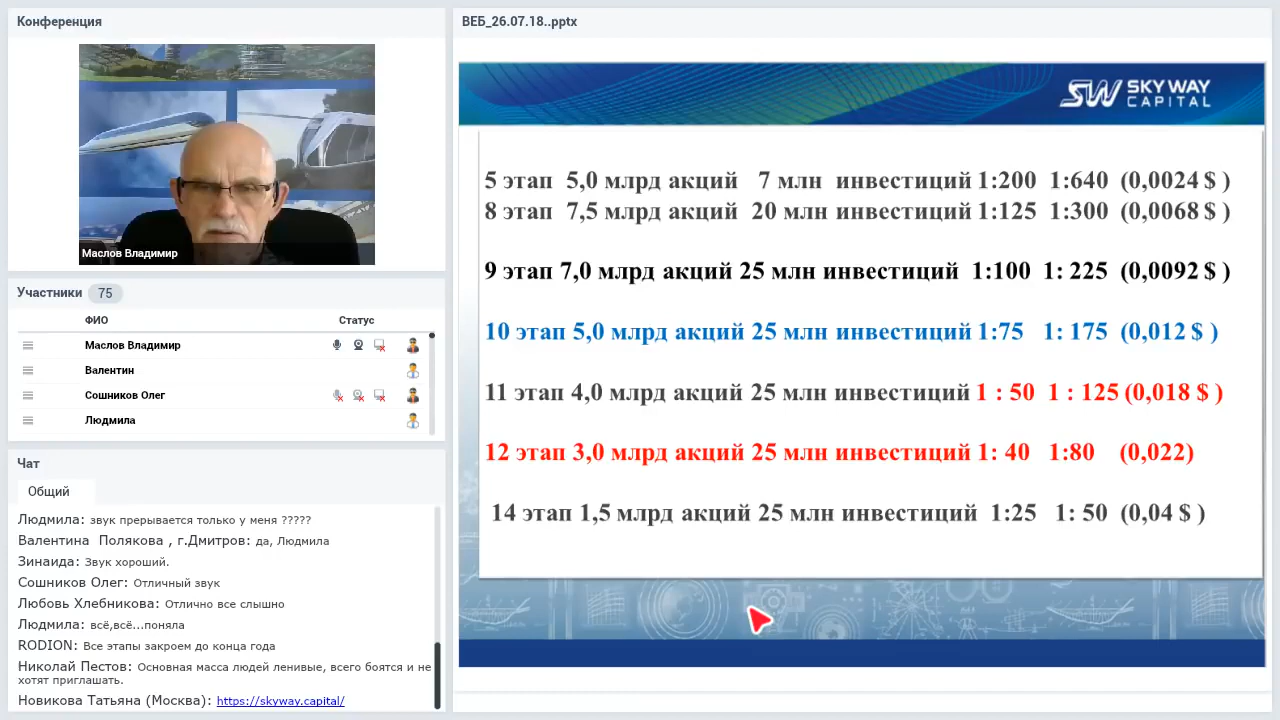 Конференция
Маслов Владимир
Участники 75
ФИО Статус
Маслов Владимир
Валентин
Сошников Олег
Людмила
Чат
Общий
Людмила: звук прерывается только у меня ?????
Валентина Полякова , г.Дмитров: да, Людмила
Зинаида: Звук хороший.
Сошников Олег: Отличный звук
Любовь Хлебникова: Отлично все слышно
Людмила: всё,всё...поняла
RODION: Все этапы закроем до конца года
Николай Пестов: Основная масса людей ленивые, всего боятся и не
хотят приглашать.
Новикова Татьяна (Москва): https://skyway.capital/
ВЕБ_26.07.18..pptx
SW SKY WAY
CAPITAL
5 этап 5,0 млрд акций 7 млн инвестиций 1:200 1:640 (0,0024 $ )
8 этап 7,5 млрд акций 20 млн инвестиций 1:125 1:300 (0,0068 $ )
9 этап 7,0 млрд акций 25 млн инвестиций 1:100 1: 225 (0,0092 $ )
10 этап 5,0 млрд акций 25 млн инвестиций 1:75 1: 175 (0,012 $ )
11 этап 4,0 млрд акций 25 млн инвестиций 1 : 50 1 : 125 (0,018 $ )
12 этап 3,0 млрд акций 25 млн инвестиций 1: 40 1:80 (0,022)
14 этап 1,5 млрд акций 25 млн инвестиций 1:25 1: 50 (0,04 $ )